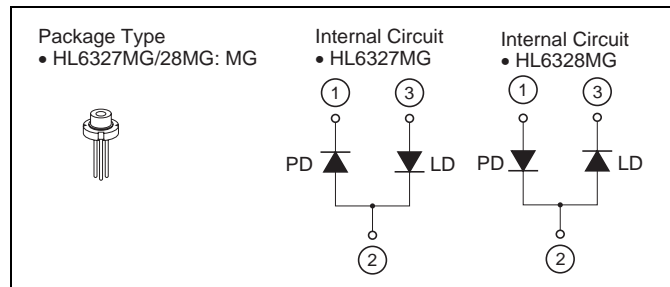 Package Type
• HL6327MG/28MG: MG
Internal Circuit
• HL6327MG
1 3
PD LD
2
Internal Circuit
• HL6328MG
1 3
PD LD
2